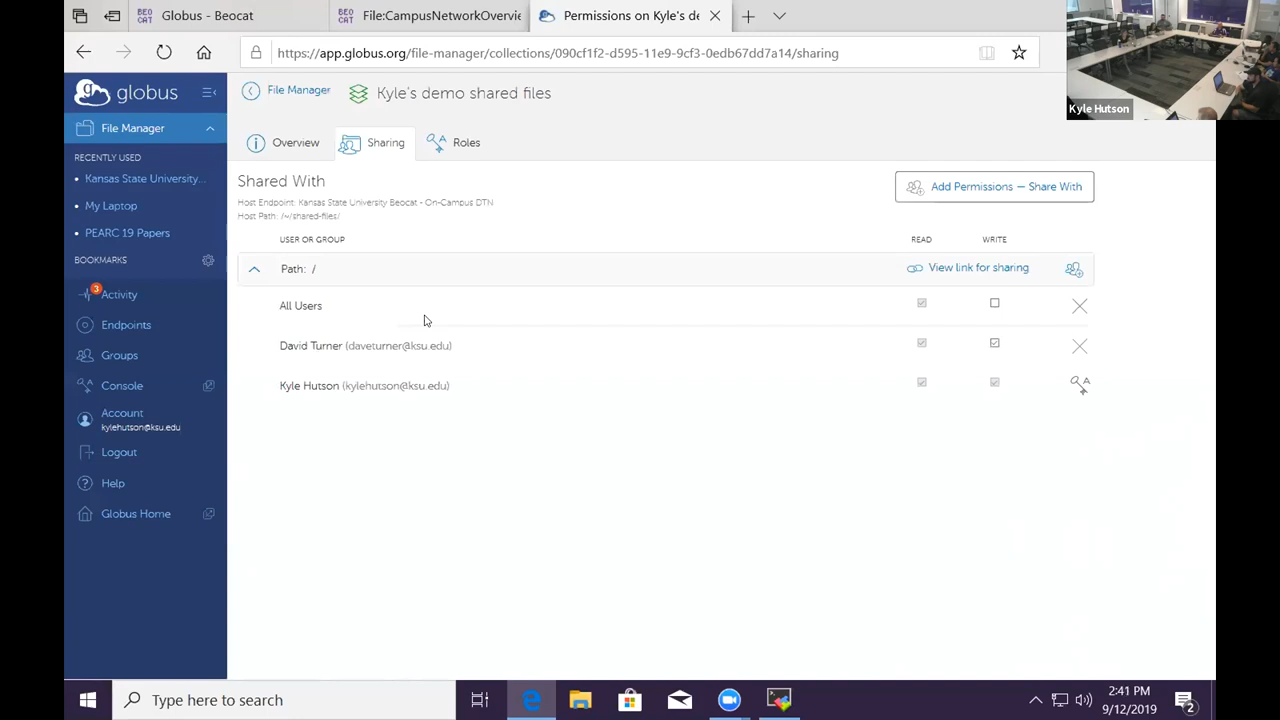 Globus - Beocat
File:CampusNetworkOvervie
Permissions on Kyle's de
https://app.globus.org/file-manager/collections/090cf1f2-d595-11e9-9cf3-0edb67dd7a14/sharing
Kyle Hutson
globus
File Manager
Kyle's demo shared files
File Manager
Overview
Sharing
Roles
RECENTLY USED
Kansas State University...
My Laptop
PEARC 19 Papers
BOOKMARKS
3
Activity
Endpoints
Groups
Console
Account
kylehutson@ksu.edu
Logout
Help
Globus Home
Shared With
Add Permissions — Share With
Host Endpoint: Kansas State University Beocat - On-Campus DTN
Host Path: /~/shared-files/
USER OR GROUP
READ
WRITE
Path: /
View link for sharing
All Users
David Turner (daveturner@ksu.edu)
Kyle Hutson (kylehutson@ksu.edu)
Type here to search
2:41 PM
9/12/2019
2